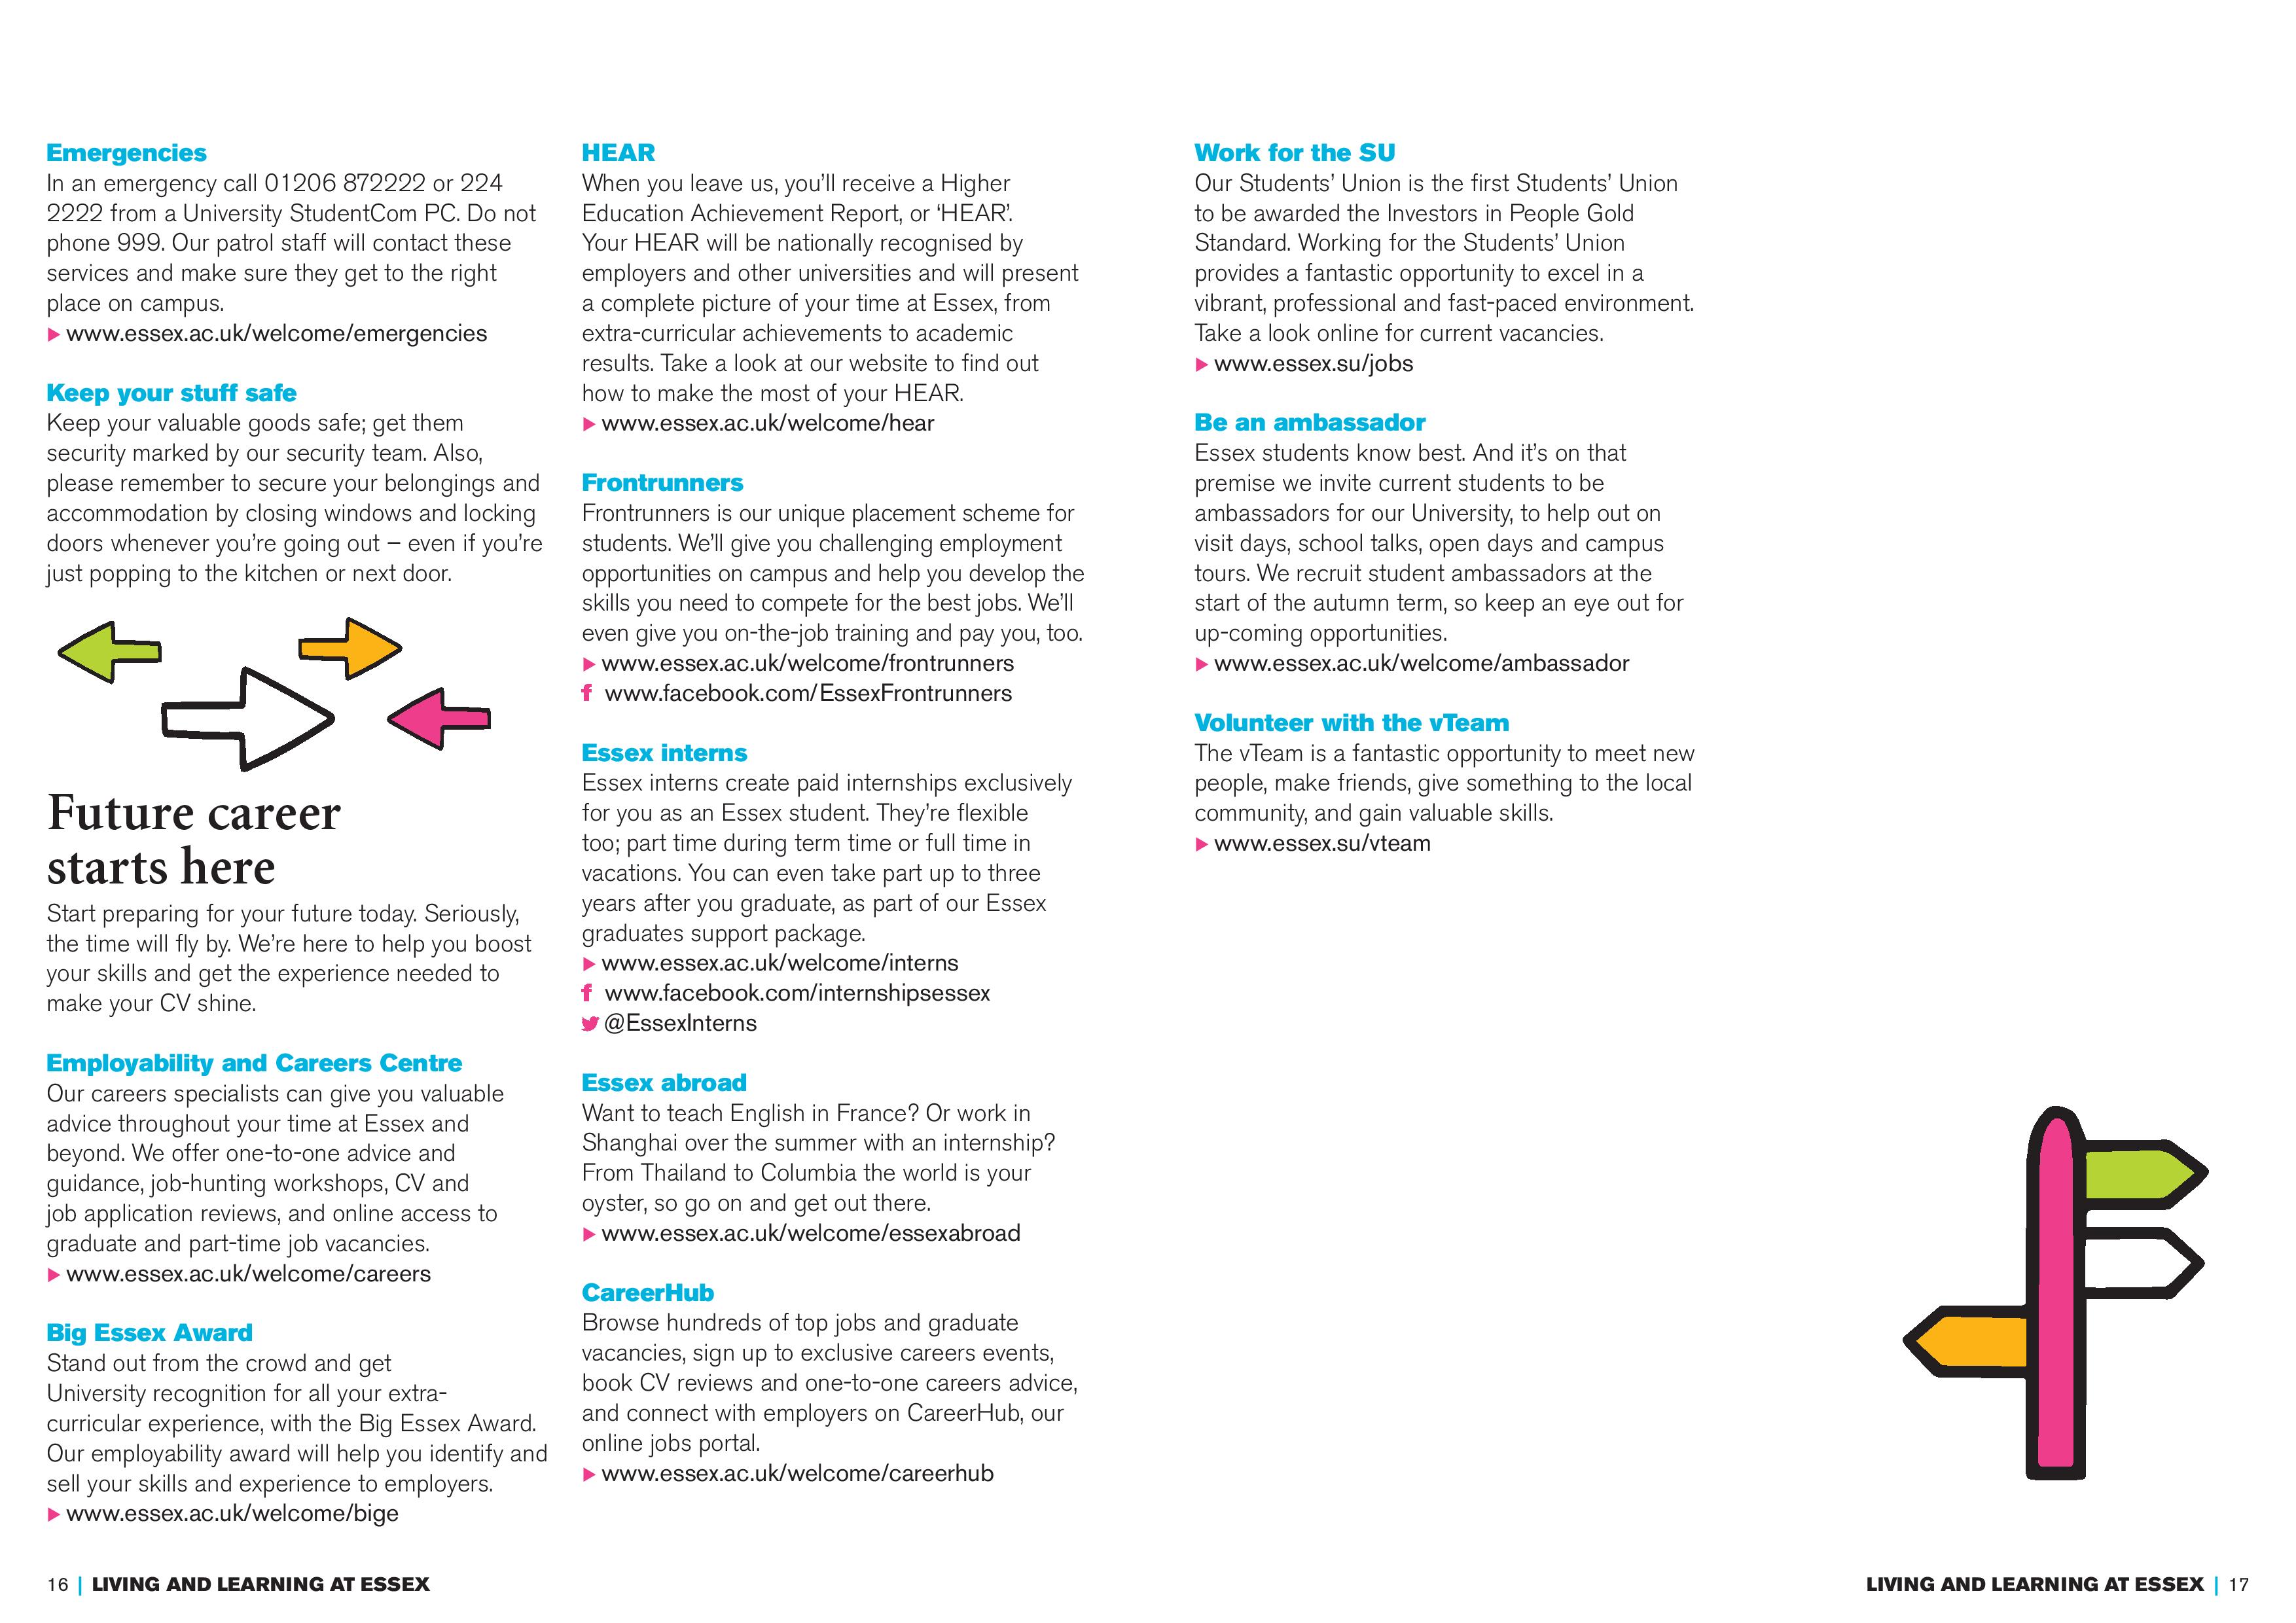 Emergencies
In an emergency call 01206 872222 or 224
2222 from a University StudentCom PC. Do not
phone 999. Our patrol staff will contact these
services and make sure they get to the right
place on campus.
www.essex.ac.uk/welcome/emergencies
Keep your stuff safe
Keep your valuable goods safe; get them
security marked by our security team. Also,
please remember to secure your belongings and
accommodation by closing windows and locking
doors whenever you’re going out – even if you’re
just popping to the kitchen or next door.
Future career
starts here
Start preparing for your future today. Seriously,
the time will fly by. We’re here to help you boost
your skills and get the experience needed to
make your CV shine.
Employability and Careers Centre
Our careers specialists can give you valuable
advice throughout your time at Essex and
beyond. We offer one-to-one advice and
guidance, job-hunting workshops, CV and
job application reviews, and online access to
graduate and part-time job vacancies.
www.essex.ac.uk/welcome/careers
Big Essex Award
Stand out from the crowd and get
University recognition for all your extra-
curricular experience, with the Big Essex Award.
Our employability award will help you identify and
sell your skills and experience to employers.
www.essex.ac.uk/welcome/bige
HEAR
When you leave us, you’ll receive a Higher
Education Achievement Report, or ‘HEAR’.
Your HEAR will be nationally recognised by
employers and other universities and will present
a complete picture of your time at Essex, from
extra-curricular achievements to academic
results. Take a look at our website to find out
how to make the most of your HEAR.
www.essex.ac.uk/welcome/hear
Frontrunners
Frontrunners is our unique placement scheme for
students. We’ll give you challenging employment
opportunities on campus and help you develop the
skills you need to compete for the best jobs. We’ll
even give you on-the-job training and pay you, too.
www.essex.ac.uk/welcome/frontrunners
www.facebook.com/EssexFrontrunners
Essex interns
Essex interns create paid internships exclusively
for you as an Essex student. They’re flexible
too; part time during term time or full time in
vacations. You can even take part up to three
years after you graduate, as part of our Essex
graduates support package.
www.essex.ac.uk/welcome/interns
www.facebook.com/internshipsessex
@EssexInterns
Essex abroad
Want to teach English in France? Or work in
Shanghai over the summer with an internship?
From Thailand to Columbia the world is your
oyster, so go on and get out there.
www.essex.ac.uk/welcome/essexabroad
CareerHub
Browse hundreds of top jobs and graduate
vacancies, sign up to exclusive careers events,
book CV reviews and one-to-one careers advice,
and connect with employers on CareerHub, our
online jobs portal.
www.essex.ac.uk/welcome/careerhub
Work for the SU
Our Students’ Union is the first Students’ Union
to be awarded the Investors in People Gold
Standard. Working for the Students’ Union
provides a fantastic opportunity to excel in a
vibrant, professional and fast-paced environment.
Take a look online for current vacancies.
www.essex.su/jobs
Be an ambassador
Essex students know best. And it’s on that
premise we invite current students to be
ambassadors for our University, to help out on
visit days, school talks, open days and campus
tours. We recruit student ambassadors at the
start of the autumn term, so keep an eye out for
up-coming opportunities.
www.essex.ac.uk/welcome/ambassador
Volunteer with the vTeam
The vTeam is a fantastic opportunity to meet new
people, make friends, give something to the local
community, and gain valuable skills.
www.essex.su/vteam
16 | LIVING AND LEARNING AT ESSEX
LIVING AND LEARNING AT ESSEX | 17